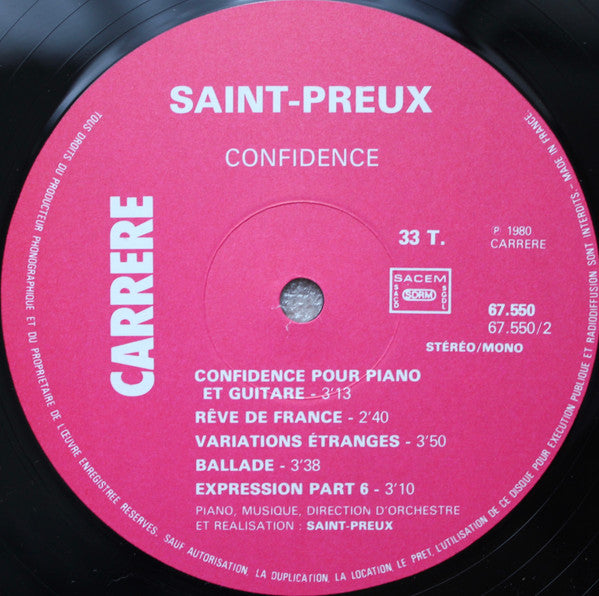 SAINT-PREUX
CONFIDENCE
CARRERE
33 T.
P 1980
CARRERE
SACEM
SACD
SDRM
SGDL
67.550
67.550/2
STÉRÉO/MONO
CONFIDENCE POUR PIANO
ET GUITARE - 3'13
RÊVE DE FRANCE - 2'40
VARIATIONS ÉTRANGES - 3'50
BALLADE - 3'38
EXPRESSION PART 6 - 3'10
PIANO, MUSIQUE, DIRECTION D'ORCHESTRE
ET REALISATION : SAINT-PREUX
TOUS DROITS DU PRODUCTEUR PHONOGRAPHIQUE ET DU PROPRIETAIRE DE L'ŒUVRE ENREGISTREE RESERVES. SAUF AUTORISATION, LA DUPLICATION, LA LOCATION, LE PRET, L'UTILISATION DE CE DISQUE POUR EXECUTION PUBLIQUE ET RADIODIFFUSION SONT INTERDITS. - MADE IN FRANCE.